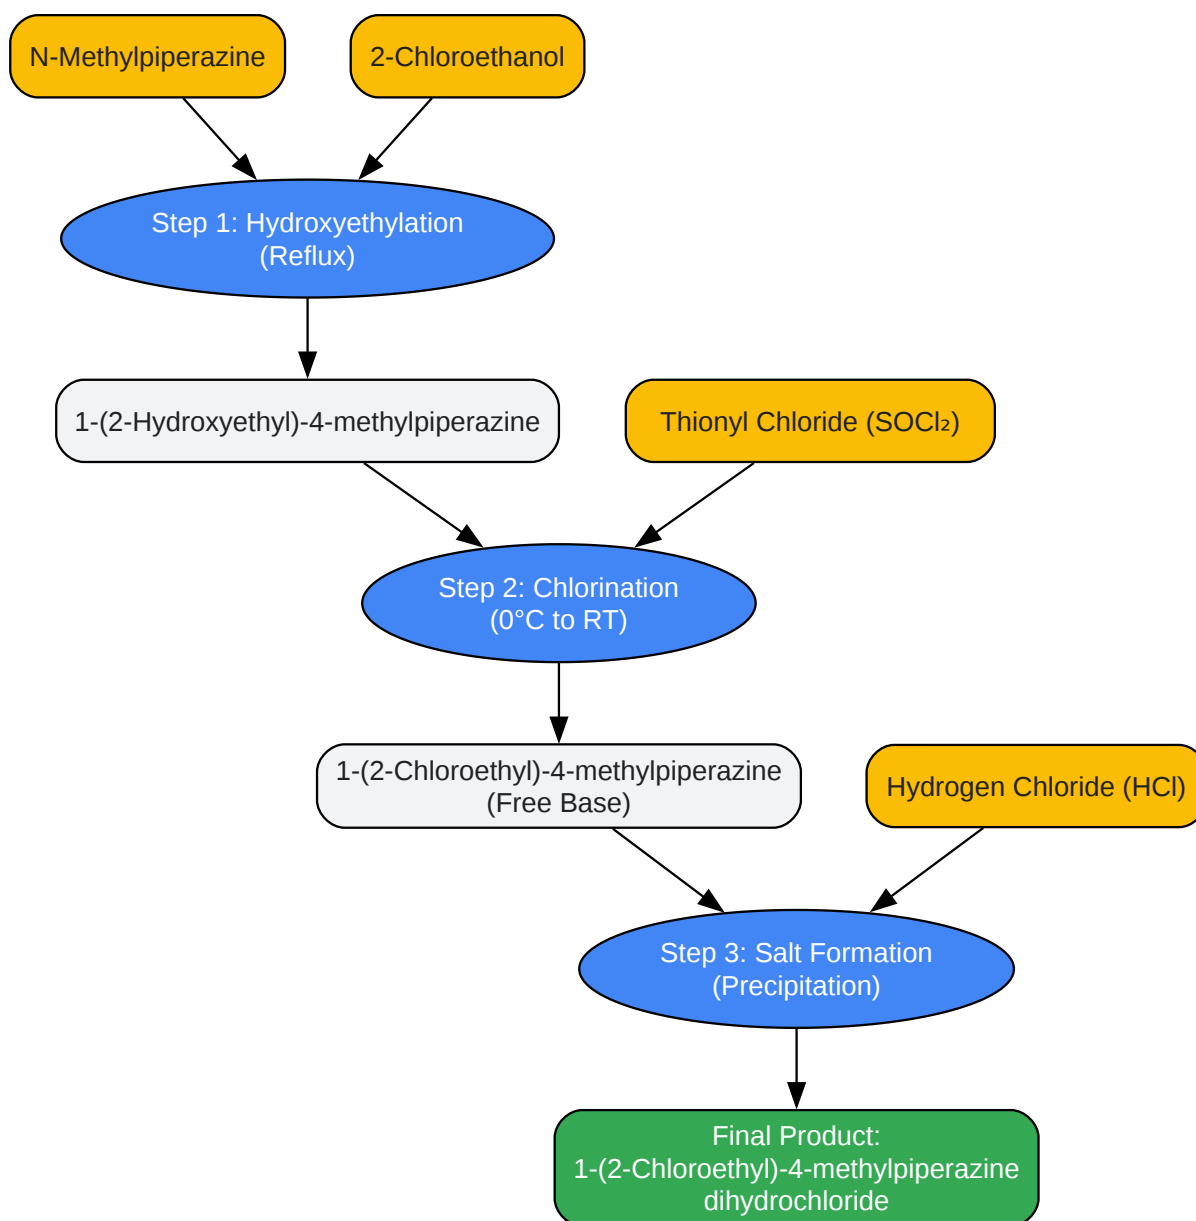 N-Methylpiperazine
2-Chloroethanol
Step 1: Hydroxyethylation
(Reflux)
1-(2-Hydroxyethyl)-4-methylpiperazine
Thionyl Chloride (SOCl₂)
Step 2: Chlorination
(0°C to RT)
1-(2-Chloroethyl)-4-methylpiperazine
(Free Base)
Hydrogen Chloride (HCl)
Step 3: Salt Formation
(Precipitation)
Final Product:
1-(2-Chloroethyl)-4-methylpiperazine
dihydrochloride